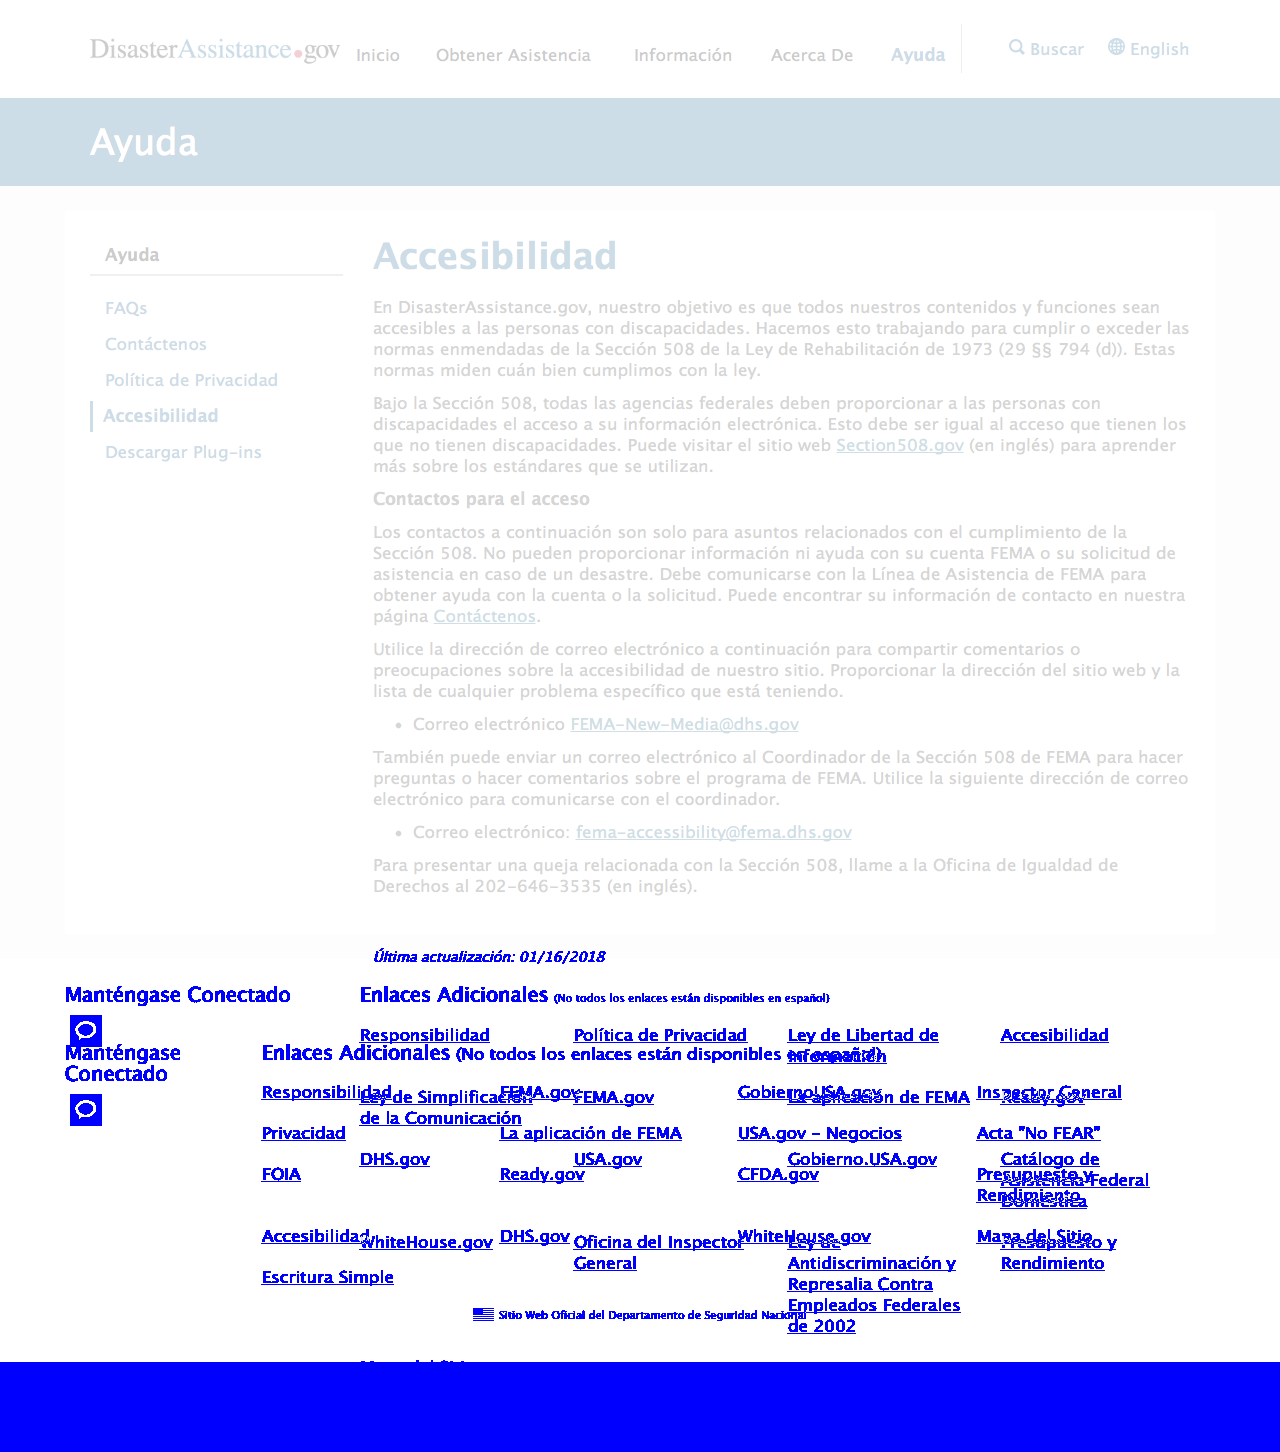 DisasterAssistance.gov Inicio Obtener Asistencia Información Acerca De Ayuda Buscar English
Ayuda
Ayuda
FAQs
Contáctenos
Política de Privacidad
Accesibilidad
Descargar Plug-ins
Accesibilidad
En DisasterAssistance.gov, nuestro objetivo es que todos nuestros contenidos y funciones sean
accesibles a las personas con discapacidades. Hacemos esto trabajando para cumplir o exceder las
normas enmendadas de la Sección 508 de la Ley de Rehabilitación de 1973 (29 §§ 794 (d)). Estas
normas miden cuán bien cumplimos con la ley.
Bajo la Sección 508, todas las agencias federales deben proporcionar a las personas con
discapacidades el acceso a su información electrónica. Esto debe ser igual al acceso que tienen los
que no tienen discapacidades. Puede visitar el sitio web Section508.gov (en inglés) para aprender
más sobre los estándares que se utilizan.
Contactos para el acceso
Los contactos a continuación son solo para asuntos relacionados con el cumplimiento de la
Sección 508. No pueden proporcionar información ni ayuda con su cuenta FEMA o su solicitud de
asistencia en caso de un desastre. Debe comunicarse con la Línea de Asistencia de FEMA para
obtener ayuda con la cuenta o la solicitud. Puede encontrar su información de contacto en nuestra
página Contáctenos.
Utilice la dirección de correo electrónico a continuación para compartir comentarios o
preocupaciones sobre la accesibilidad de nuestro sitio. Proporcionar la dirección del sitio web y la
lista de cualquier problema específico que está teniendo.
• Correo electrónico FEMA-New-Media@dhs.gov
También puede enviar un correo electrónico al Coordinador de la Sección 508 de FEMA para hacer
preguntas o hacer comentarios sobre el programa de FEMA. Utilice la siguiente dirección de correo
electrónico para comunicarse con el coordinador.
• Correo electrónico: fema-accessibility@fema.dhs.gov
Para presentar una queja relacionada con la Sección 508, llame a la Oficina de Igualdad de
Derechos al 202-646-3535 (en inglés).
Última actualización: 01/16/2018
Manténgase Conectado
Enlaces Adicionales (No todos los enlaces están disponibles en español)
Responsibilidad Política de Privacidad Ley de Libertad de Accesibilidad
Información
Manténgase
Conectado
Enlaces Adicionales (No todos los enlaces están disponibles en español)
Responsibilidad FEMA.gov GobiernoUSA.gov Inspector General
Ley de Simplificación FEMA.gov La aplicación de FEMA Ready.gov
de la Comunicación
Privacidad La aplicación de FEMA USA.gov - Negocios Acta "No FEAR"
DHS.gov USA.gov Gobierno.USA.gov Catálogo de
Asistencia Federal
Doméstica
FOIA Ready.gov CFDA.gov Presupuesto y
Rendimiento
Accesibilidad DHS.gov WhiteHouse.gov Mapa del Sitio
WhiteHouse.gov Oficina del Inspector Ley de Presupuesto y
General Antidiscriminación y Rendimiento
Represalia Contra
Empleados Federales
de 2002
Escritura Simple
Sitio Web Oficial del Departamento de Seguridad Nacional